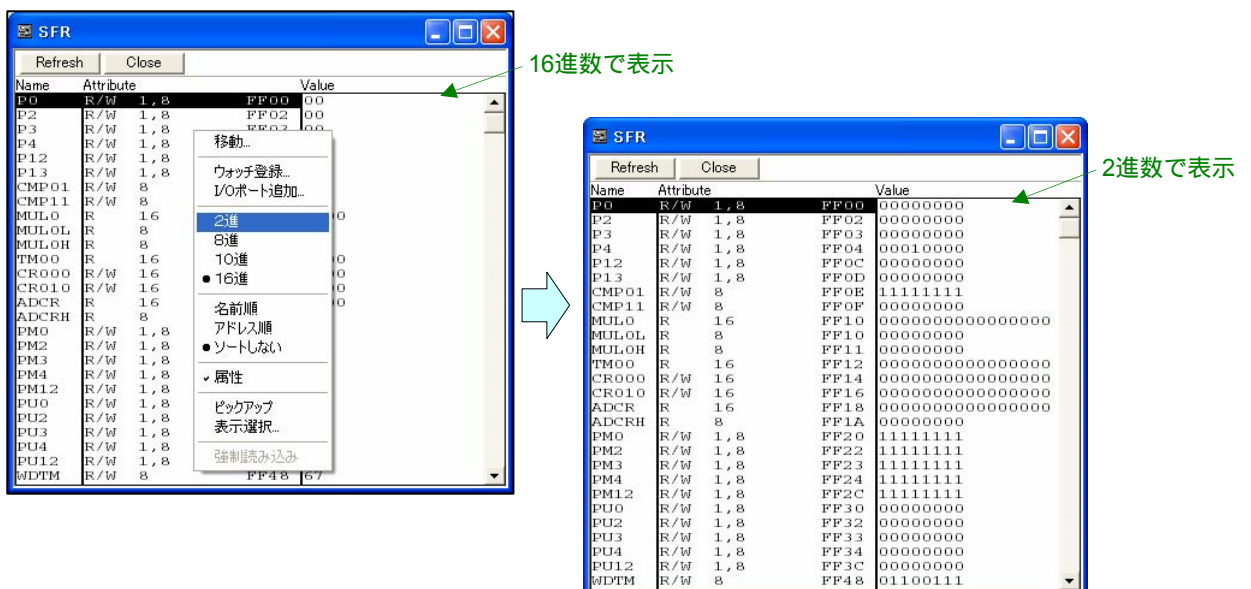 SFR
Refresh Close
Name Attribute Value
P0 R/W 1,8 FF00 00
P2 R/W 1,8 FF02 00
P3 R/W 1,8 FF03 00
P4 R/W 1,8
P12 R/W 1,8
P13 R/W 1,8
CMP01 R/W 8
CMP11 R/W 8
MUL0 R 16 0
MUL0L R 8
MUL0H R 8
TM00 R 16 0
CR000 R/W 16 0
CR010 R/W 16 0
ADCR R 16 0
ADCRH R 8
PM0 R/W 1,8
PM2 R/W 1,8
PM3 R/W 1,8
PM4 R/W 1,8
PM12 R/W 1,8
PU0 R/W 1,8
PU2 R/W 1,8
PU3 R/W 1,8
PU4 R/W 1,8
PU12 R/W 1,8
WDTM R/W 8 FF48 67
移動...
ウォッチ登録...
I/Oポート追加...
2進
8進
10進
● 16進
名前順
アドレス順
● ソートしない
✓ 属性
ピックアップ
表示選択...
強制読み込み
16進数で表示
SFR
Refresh Close
Name Attribute Value
P0 R/W 1,8 FF00 00000000
P2 R/W 1,8 FF02 00000000
P3 R/W 1,8 FF03 00000000
P4 R/W 1,8 FF04 00010000
P12 R/W 1,8 FF0C 00000000
P13 R/W 1,8 FF0D 00000000
CMP01 R/W 8 FF0E 11111111
CMP11 R/W 8 FF0F 00000000
MUL0 R 16 FF10 0000000000000000
MUL0L R 8 FF10 00000000
MUL0H R 8 FF11 00000000
TM00 R 16 FF12 0000000000000000
CR000 R/W 16 FF14 0000000000000000
CR010 R/W 16 FF16 0000000000000000
ADCR R 16 FF18 0000000000000000
ADCRH R 8 FF1A 00000000
PM0 R/W 1,8 FF20 11111111
PM2 R/W 1,8 FF22 11111111
PM3 R/W 1,8 FF23 11111111
PM4 R/W 1,8 FF24 11111111
PM12 R/W 1,8 FF2C 11111111
PU0 R/W 1,8 FF30 00000000
PU2 R/W 1,8 FF32 00000000
PU3 R/W 1,8 FF33 00000000
PU4 R/W 1,8 FF34 00000000
PU12 R/W 1,8 FF3C 00000000
WDTM R/W 8 FF48 01100111
2進数で表示